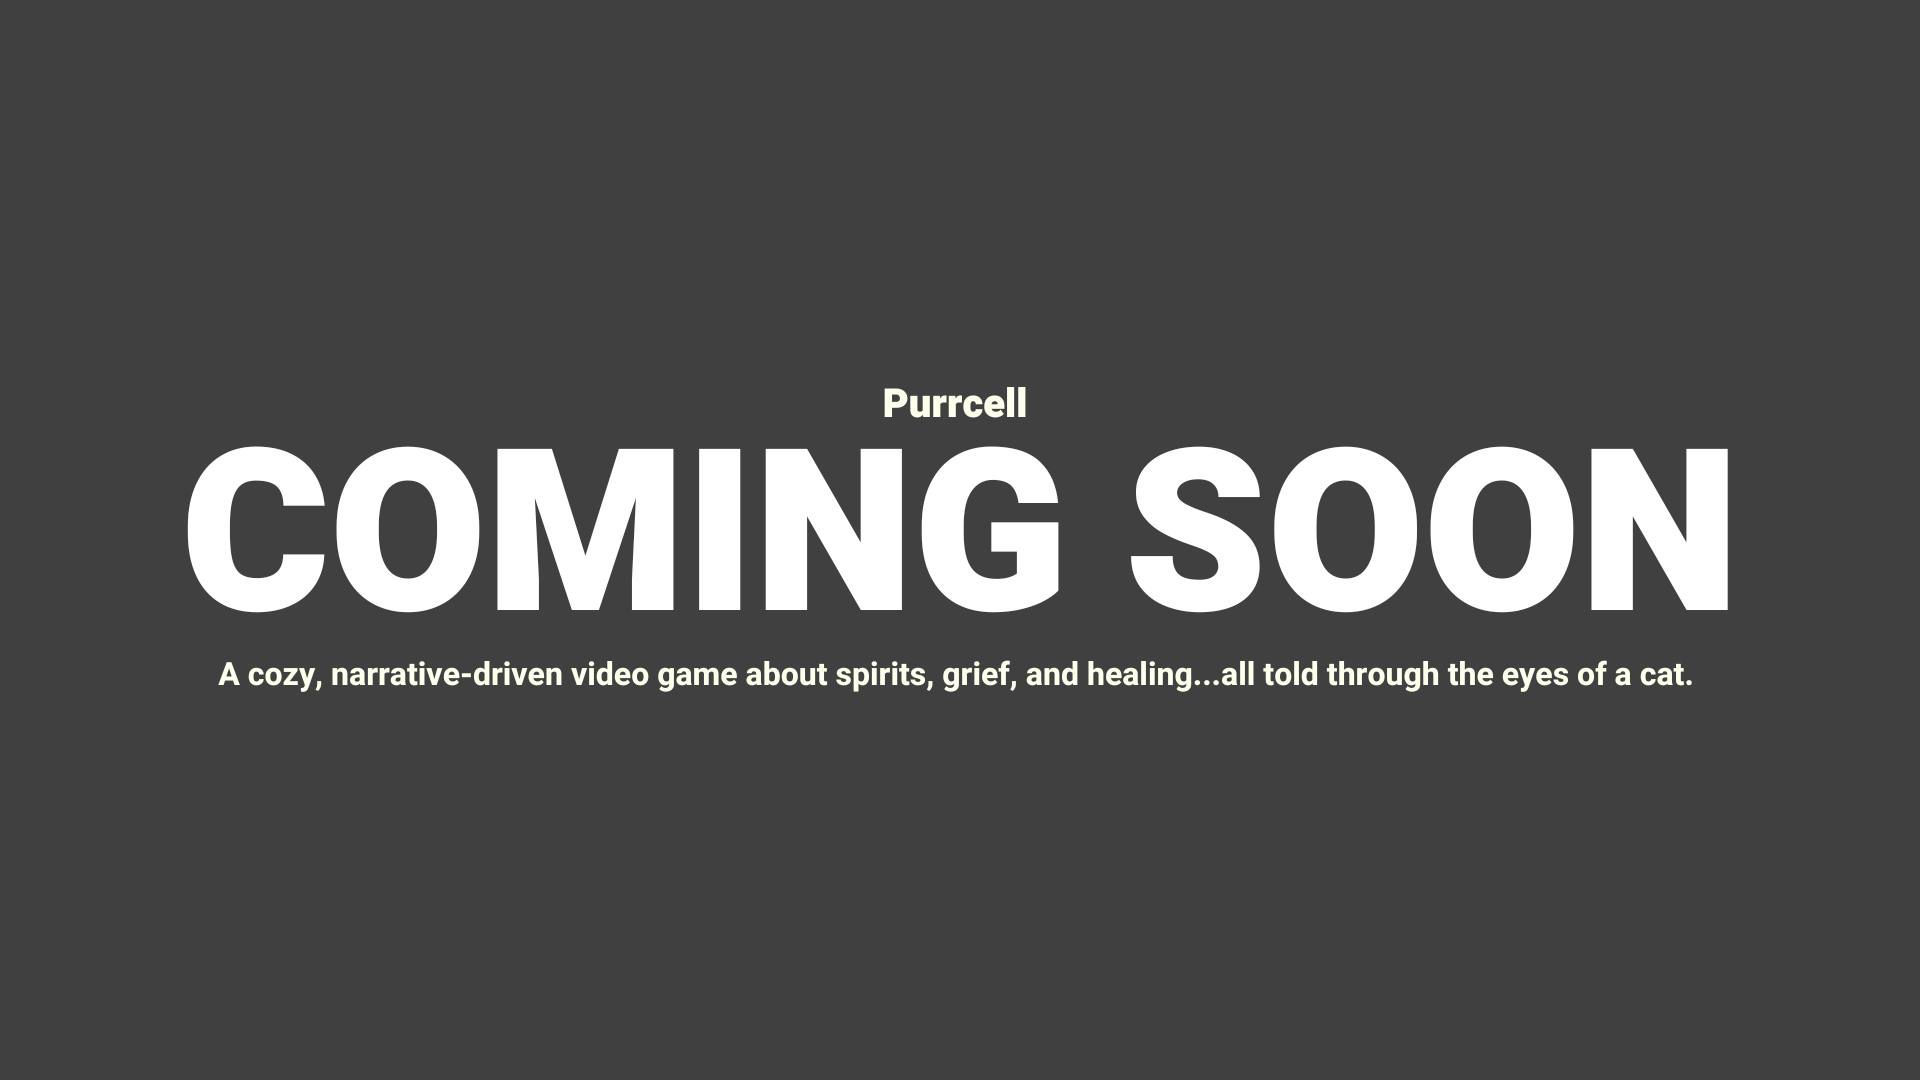 Purrcell
COMING SOON
A cozy, narrative-driven video game about spirits, grief, and healing...all told through the eyes of a cat.